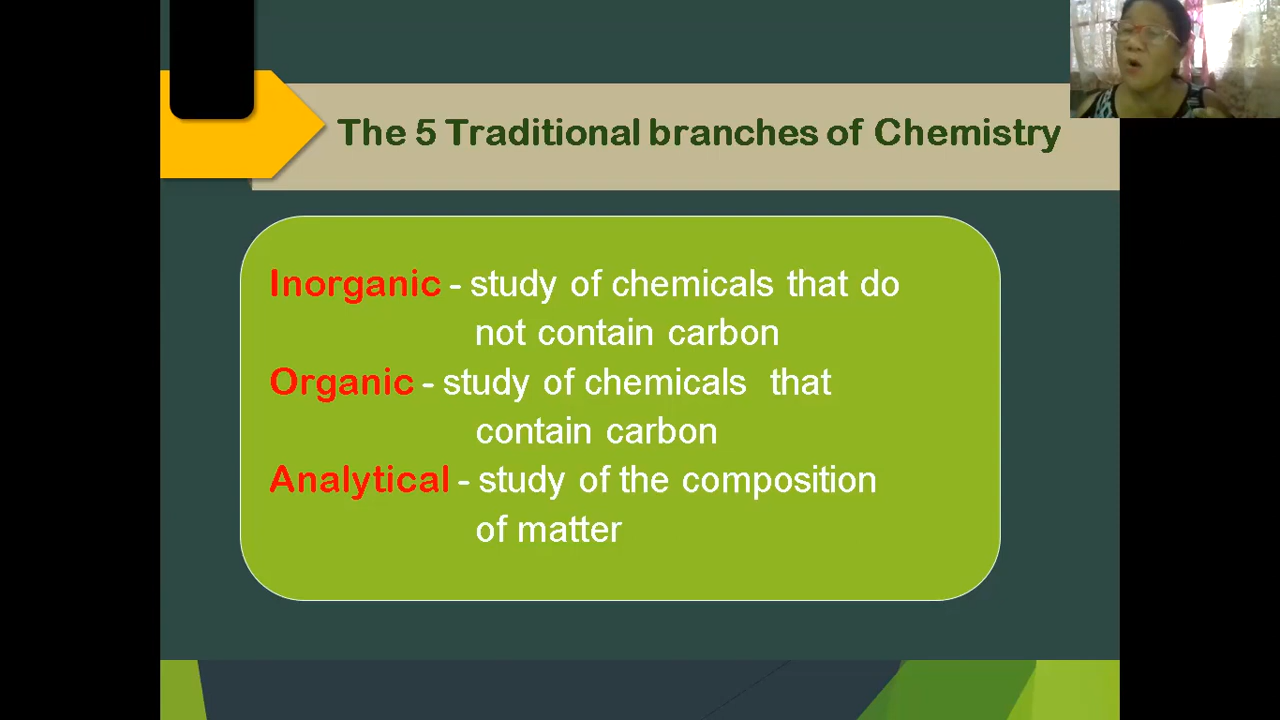 The 5 Traditional branches of Chemistry
Inorganic - study of chemicals that do
not contain carbon
Organic - study of chemicals that
contain carbon
Analytical - study of the composition
of matter